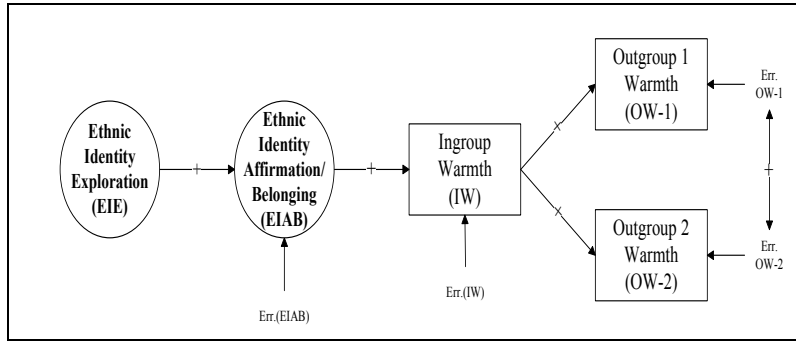 Ethnic
Identity
Exploration
(EIE)
+
Ethnic
Identity
Affirmation/
Belonging
(EIAB)
Err.(EIAB)
+
Ingroup
Warmth
(IW)
Err.(IW)
x
x
Outgroup 1
Warmth
(OW-1)
Err.
OW-1
+
Outgroup 2
Warmth
(OW-2)
Err.
OW-2